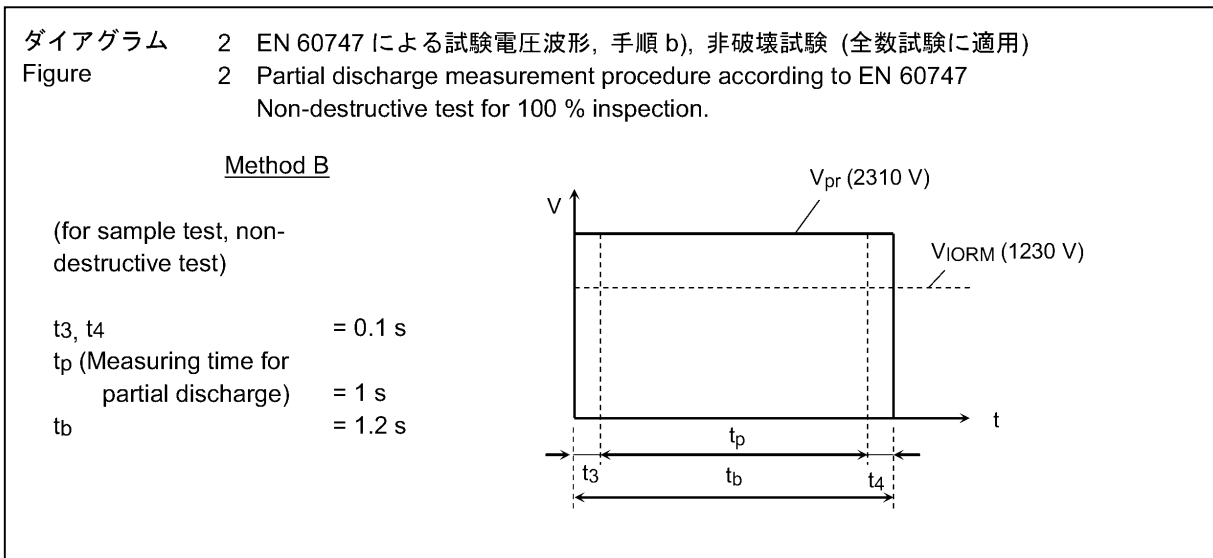 ダイアグラム 2 EN 60747 による試験電圧波形, 手順 b), 非破壊試験 (全数試験に適用)
Figure 2 Partial discharge measurement procedure according to EN 60747
Non-destructive test for 100 % inspection.
Method B
(for sample test, non-
destructive test)
t3, t4 = 0.1 s
tp (Measuring time for
partial discharge) = 1 s
tb = 1.2 s
Vpr (2310 V)
V
VIORM (1230 V)
t
tp
t3 tb t4